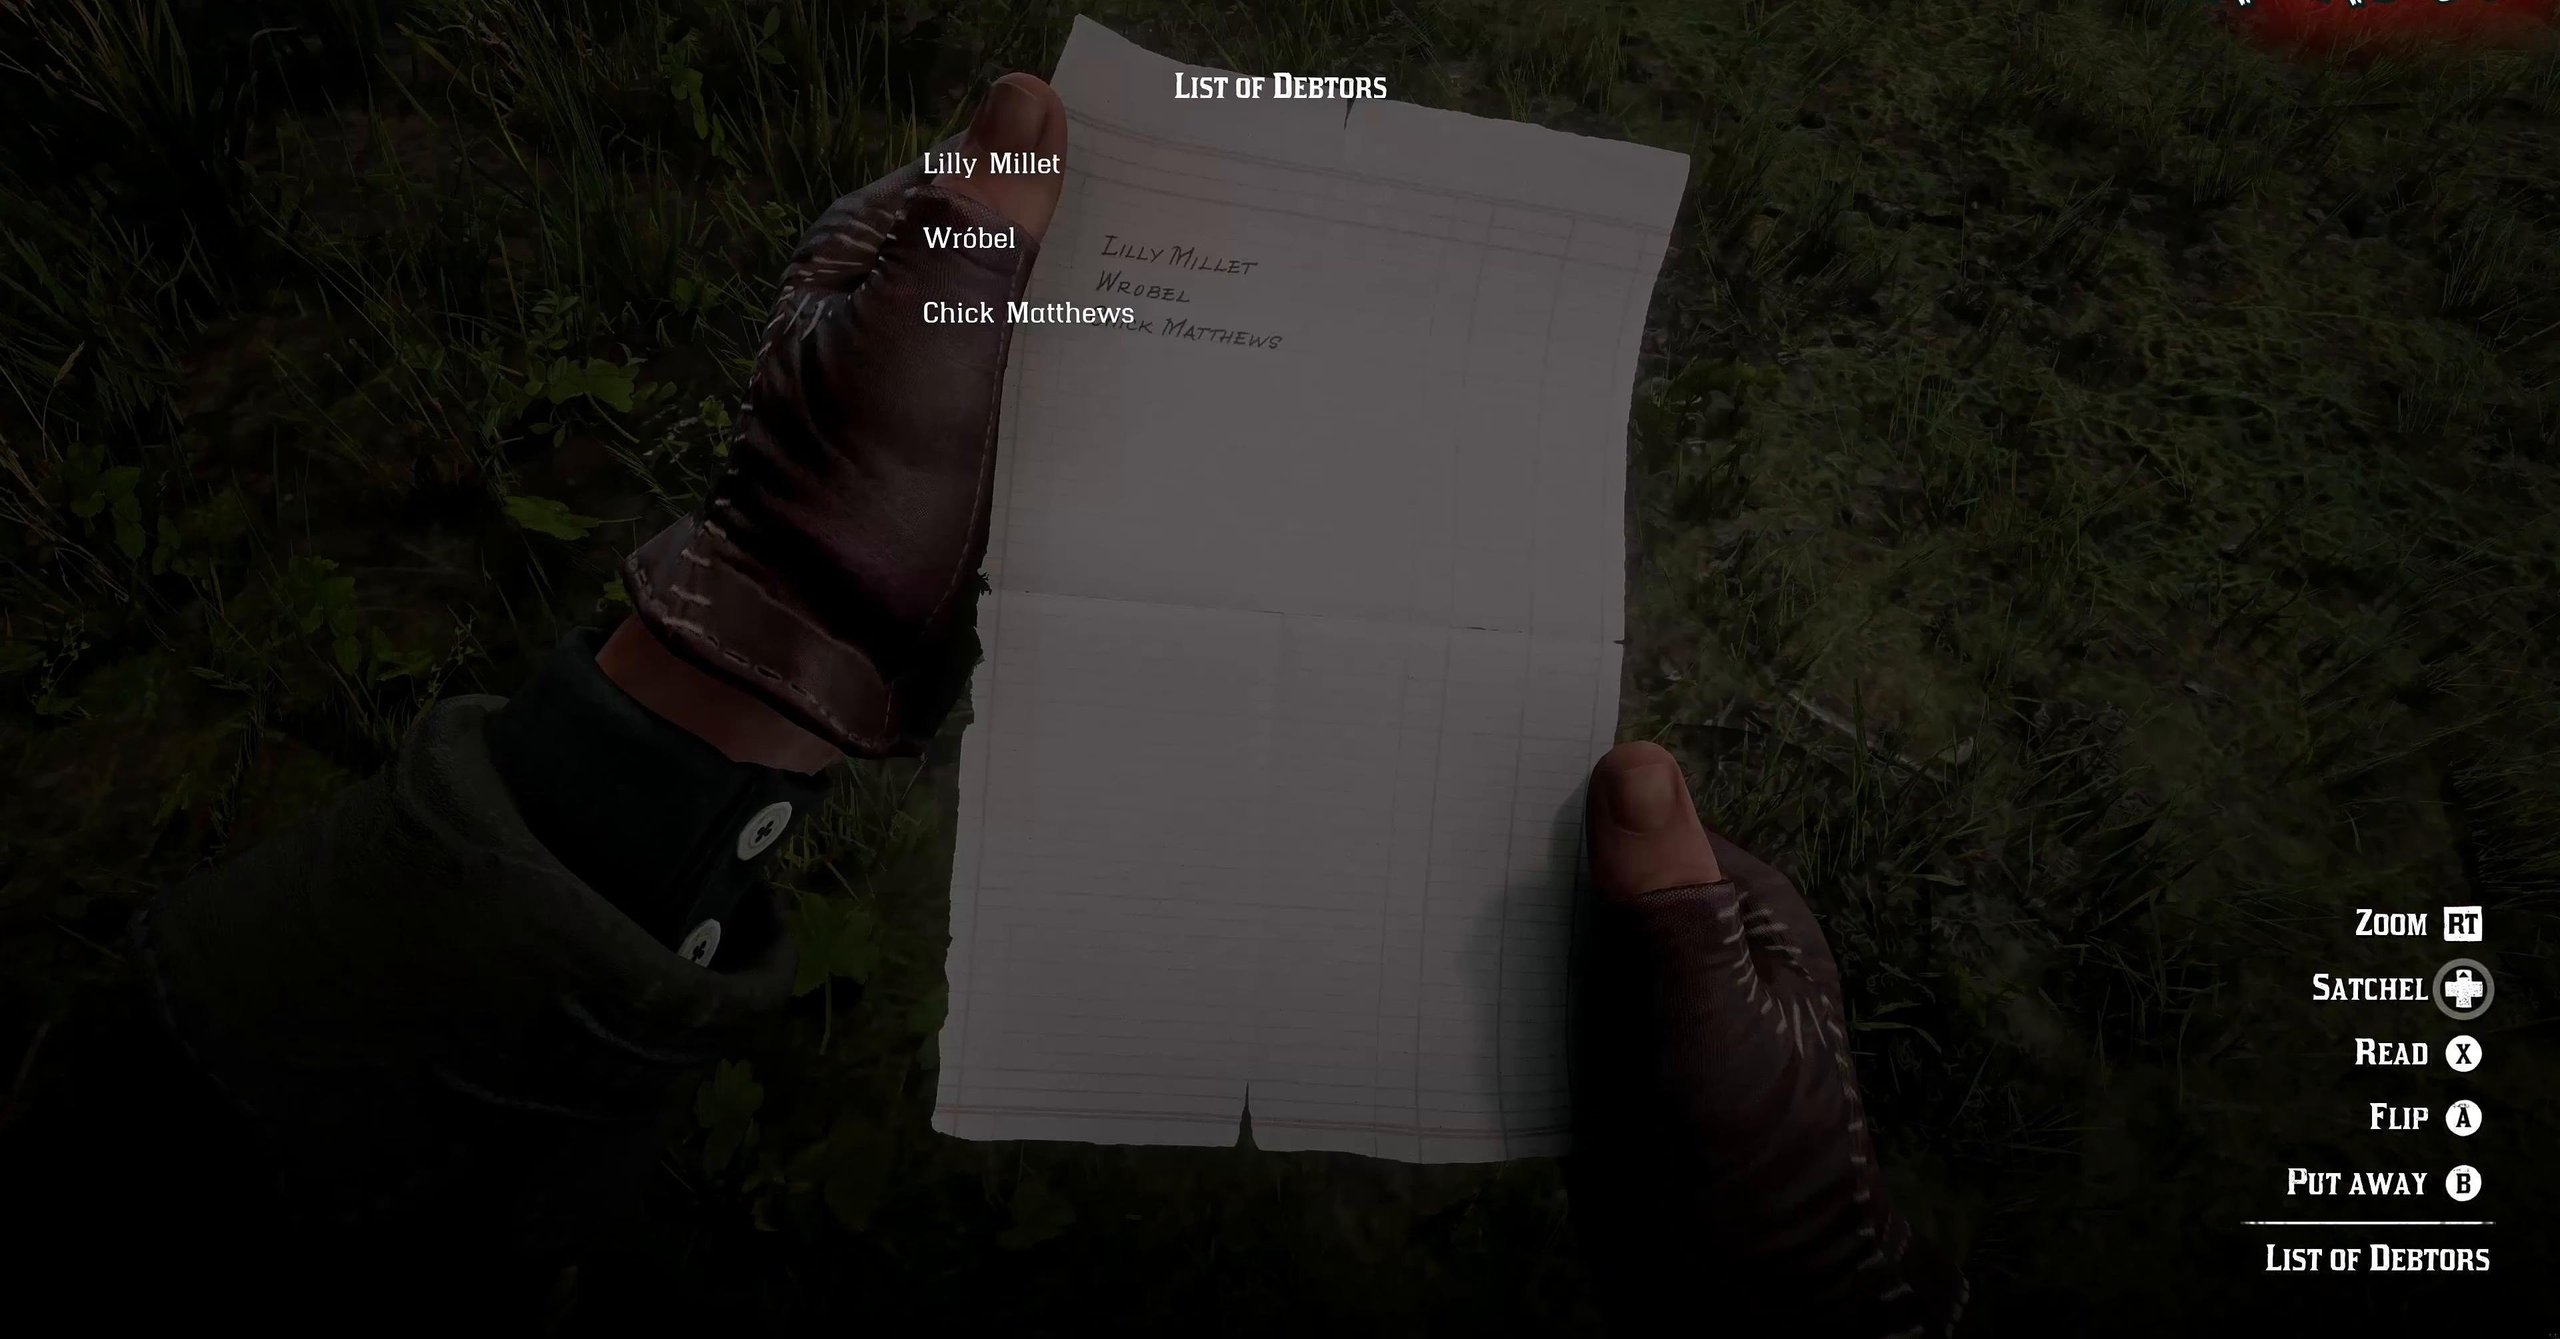 List of Debtors
Lilly Millet
Wróbel
Chick Matthews
Lilly Millet
Wrobel
Chick Matthews
Zoom RT
Satchel
Read X
Flip A
Put away B
List of Debtors